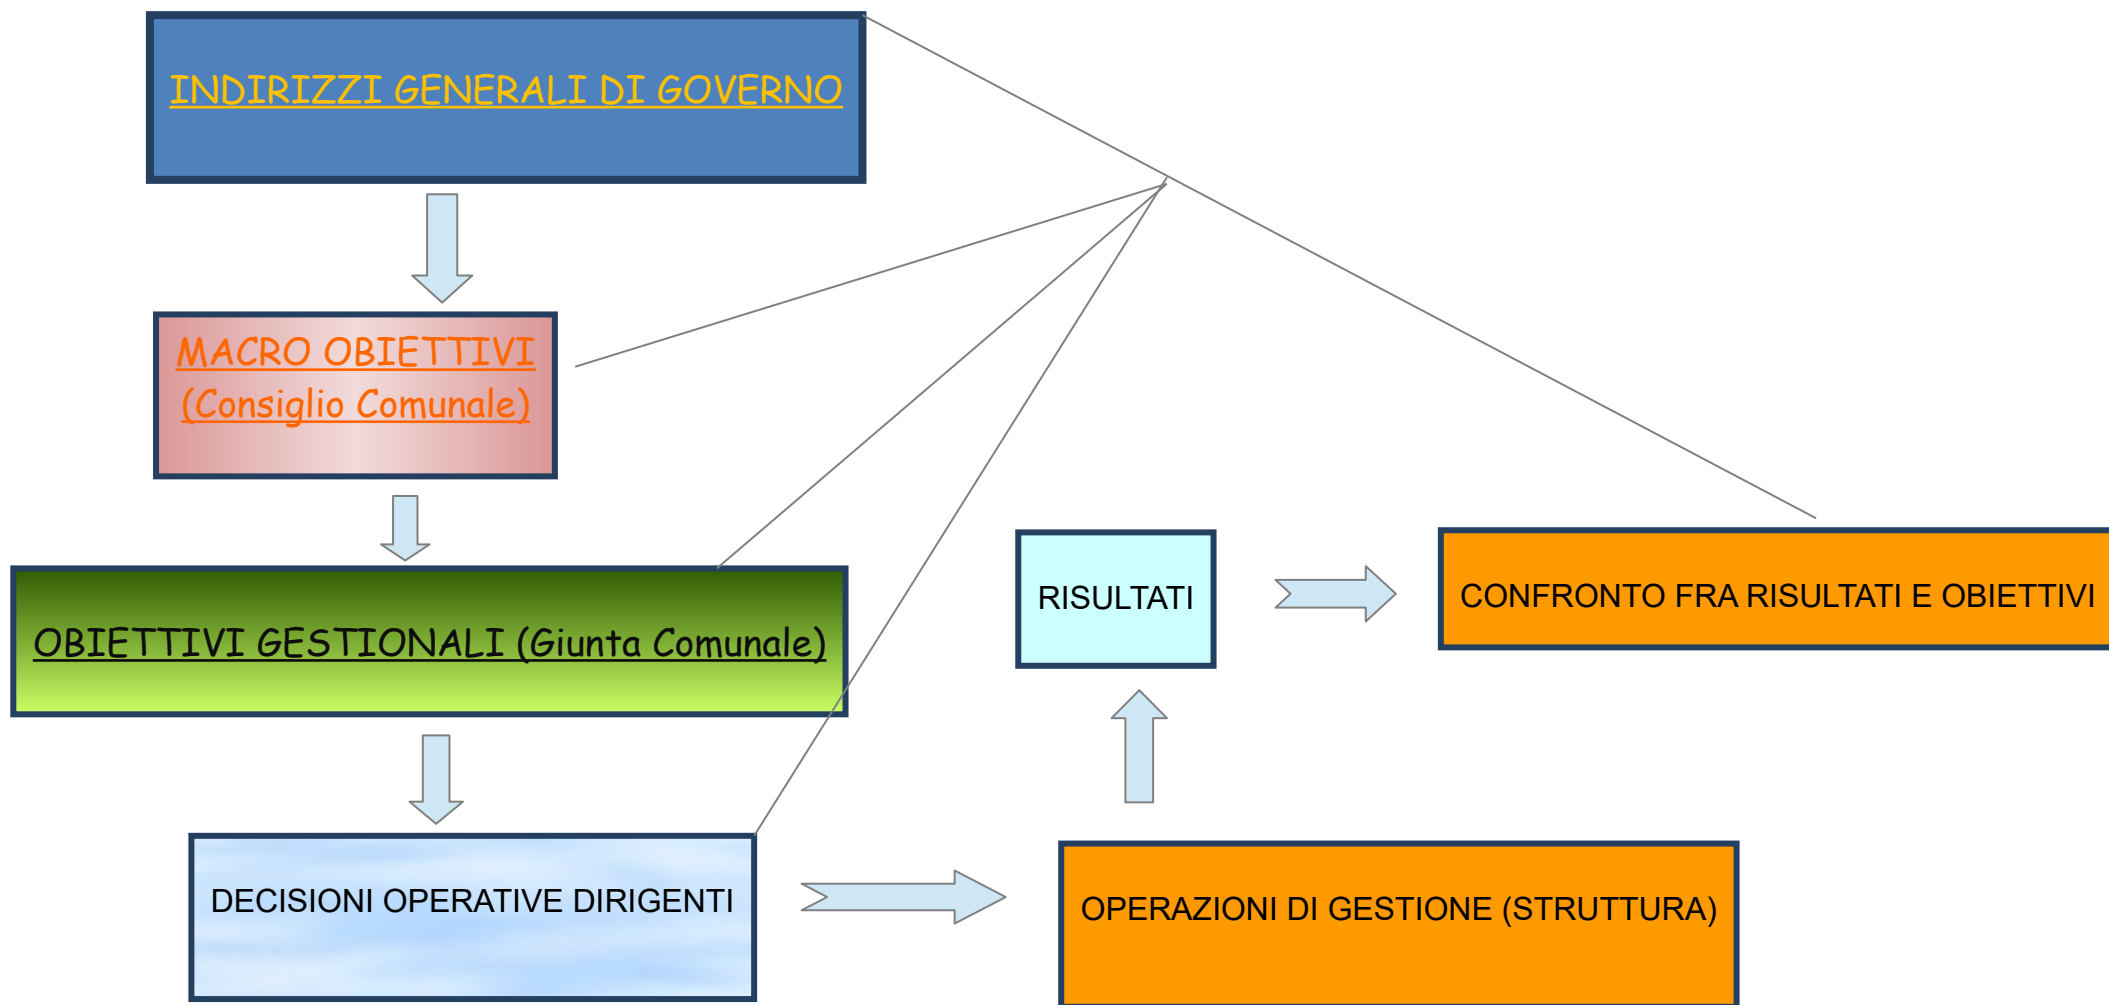 INDIRIZZI GENERALI DI GOVERNO
MACRO OBIETTIVI
(Consiglio Comunale)
OBIETTIVI GESTIONALI (Giunta Comunale)
RISULTATI
CONFRONTO FRA RISULTATI E OBIETTIVI
DECISIONI OPERATIVE DIRIGENTI
OPERAZIONI DI GESTIONE (STRUTTURA)